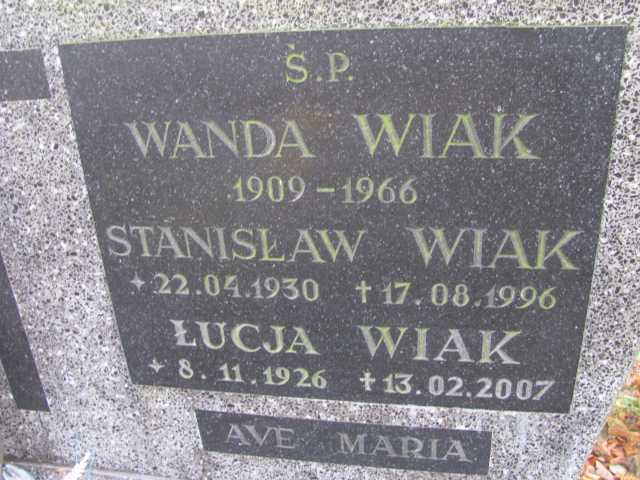 Ś.P.
WANDA WIAK
1909 - 1966
STANISŁAW WIAK
+ 22.04.1930 + 17.08.1996
ŁUCJA WIAK
+ 8.11.1926 + 13.02.2007
AVE MARIA